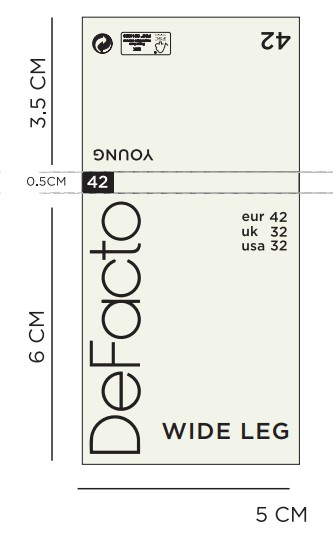 3.5 CM
42
YOUNG
0.5CM
42
eur 42
uk 32
usa 32
DeFacto
6 CM
WIDE LEG
5 CM